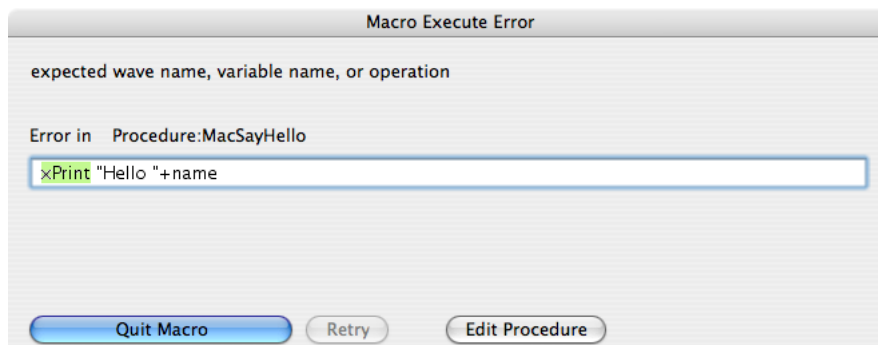 Macro Execute Error
expected wave name, variable name, or operation
Error in Procedure:MacSayHello
xPrint "Hello "+name
Quit Macro Retry Edit Procedure